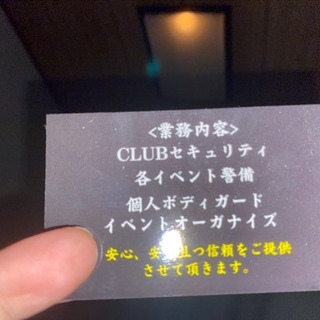 <業務内容>
CLUBセキュリティ
各イベント警備
個人ボディガード
イベントオーガナイズ
安心、安且つ信頼をご提供
させて頂きます。